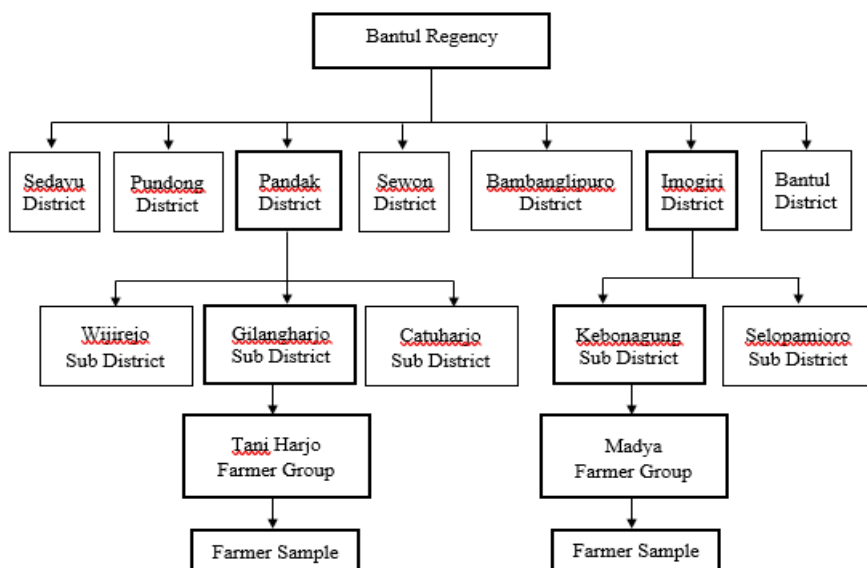 Bantul Regency
Sedayu
District
Pundong
District
Pandak
District
Sewon
District
Bambanglipuro
District
Imogiri
District
Bantul
District
Wijirejo
Sub District
Gilangharjo
Sub District
Catuharjo
Sub District
Kebonagung
Sub District
Selopamioro
Sub District
Tani Harjo
Farmer Group
Madya
Farmer Group
Farmer Sample
Farmer Sample